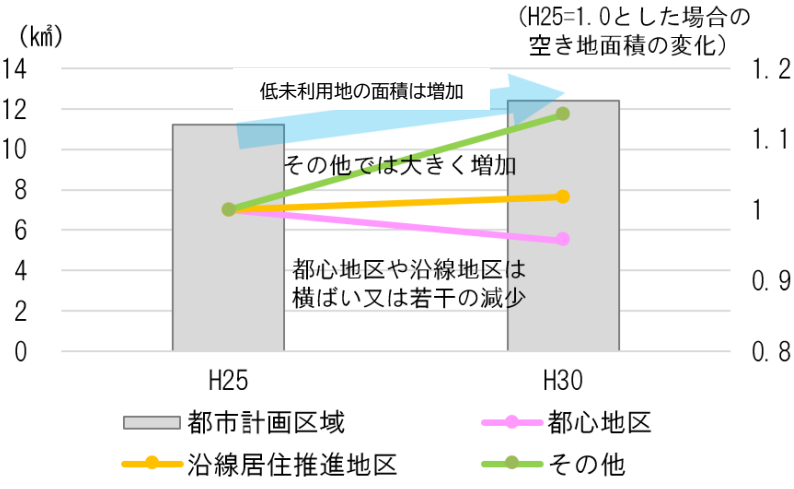 (㎢)
(H25=1.0とした場合の
空き地面積の変化)
14
12
10
8
6
4
2
0
1.2
1.1
1
0.9
0.8
低未利用地の面積は増加
その他では大きく増加
都心地区や沿線地区は
横ばい又は若干の減少
H25
H30
都市計画区域
都心地区
沿線居住推進地区
その他